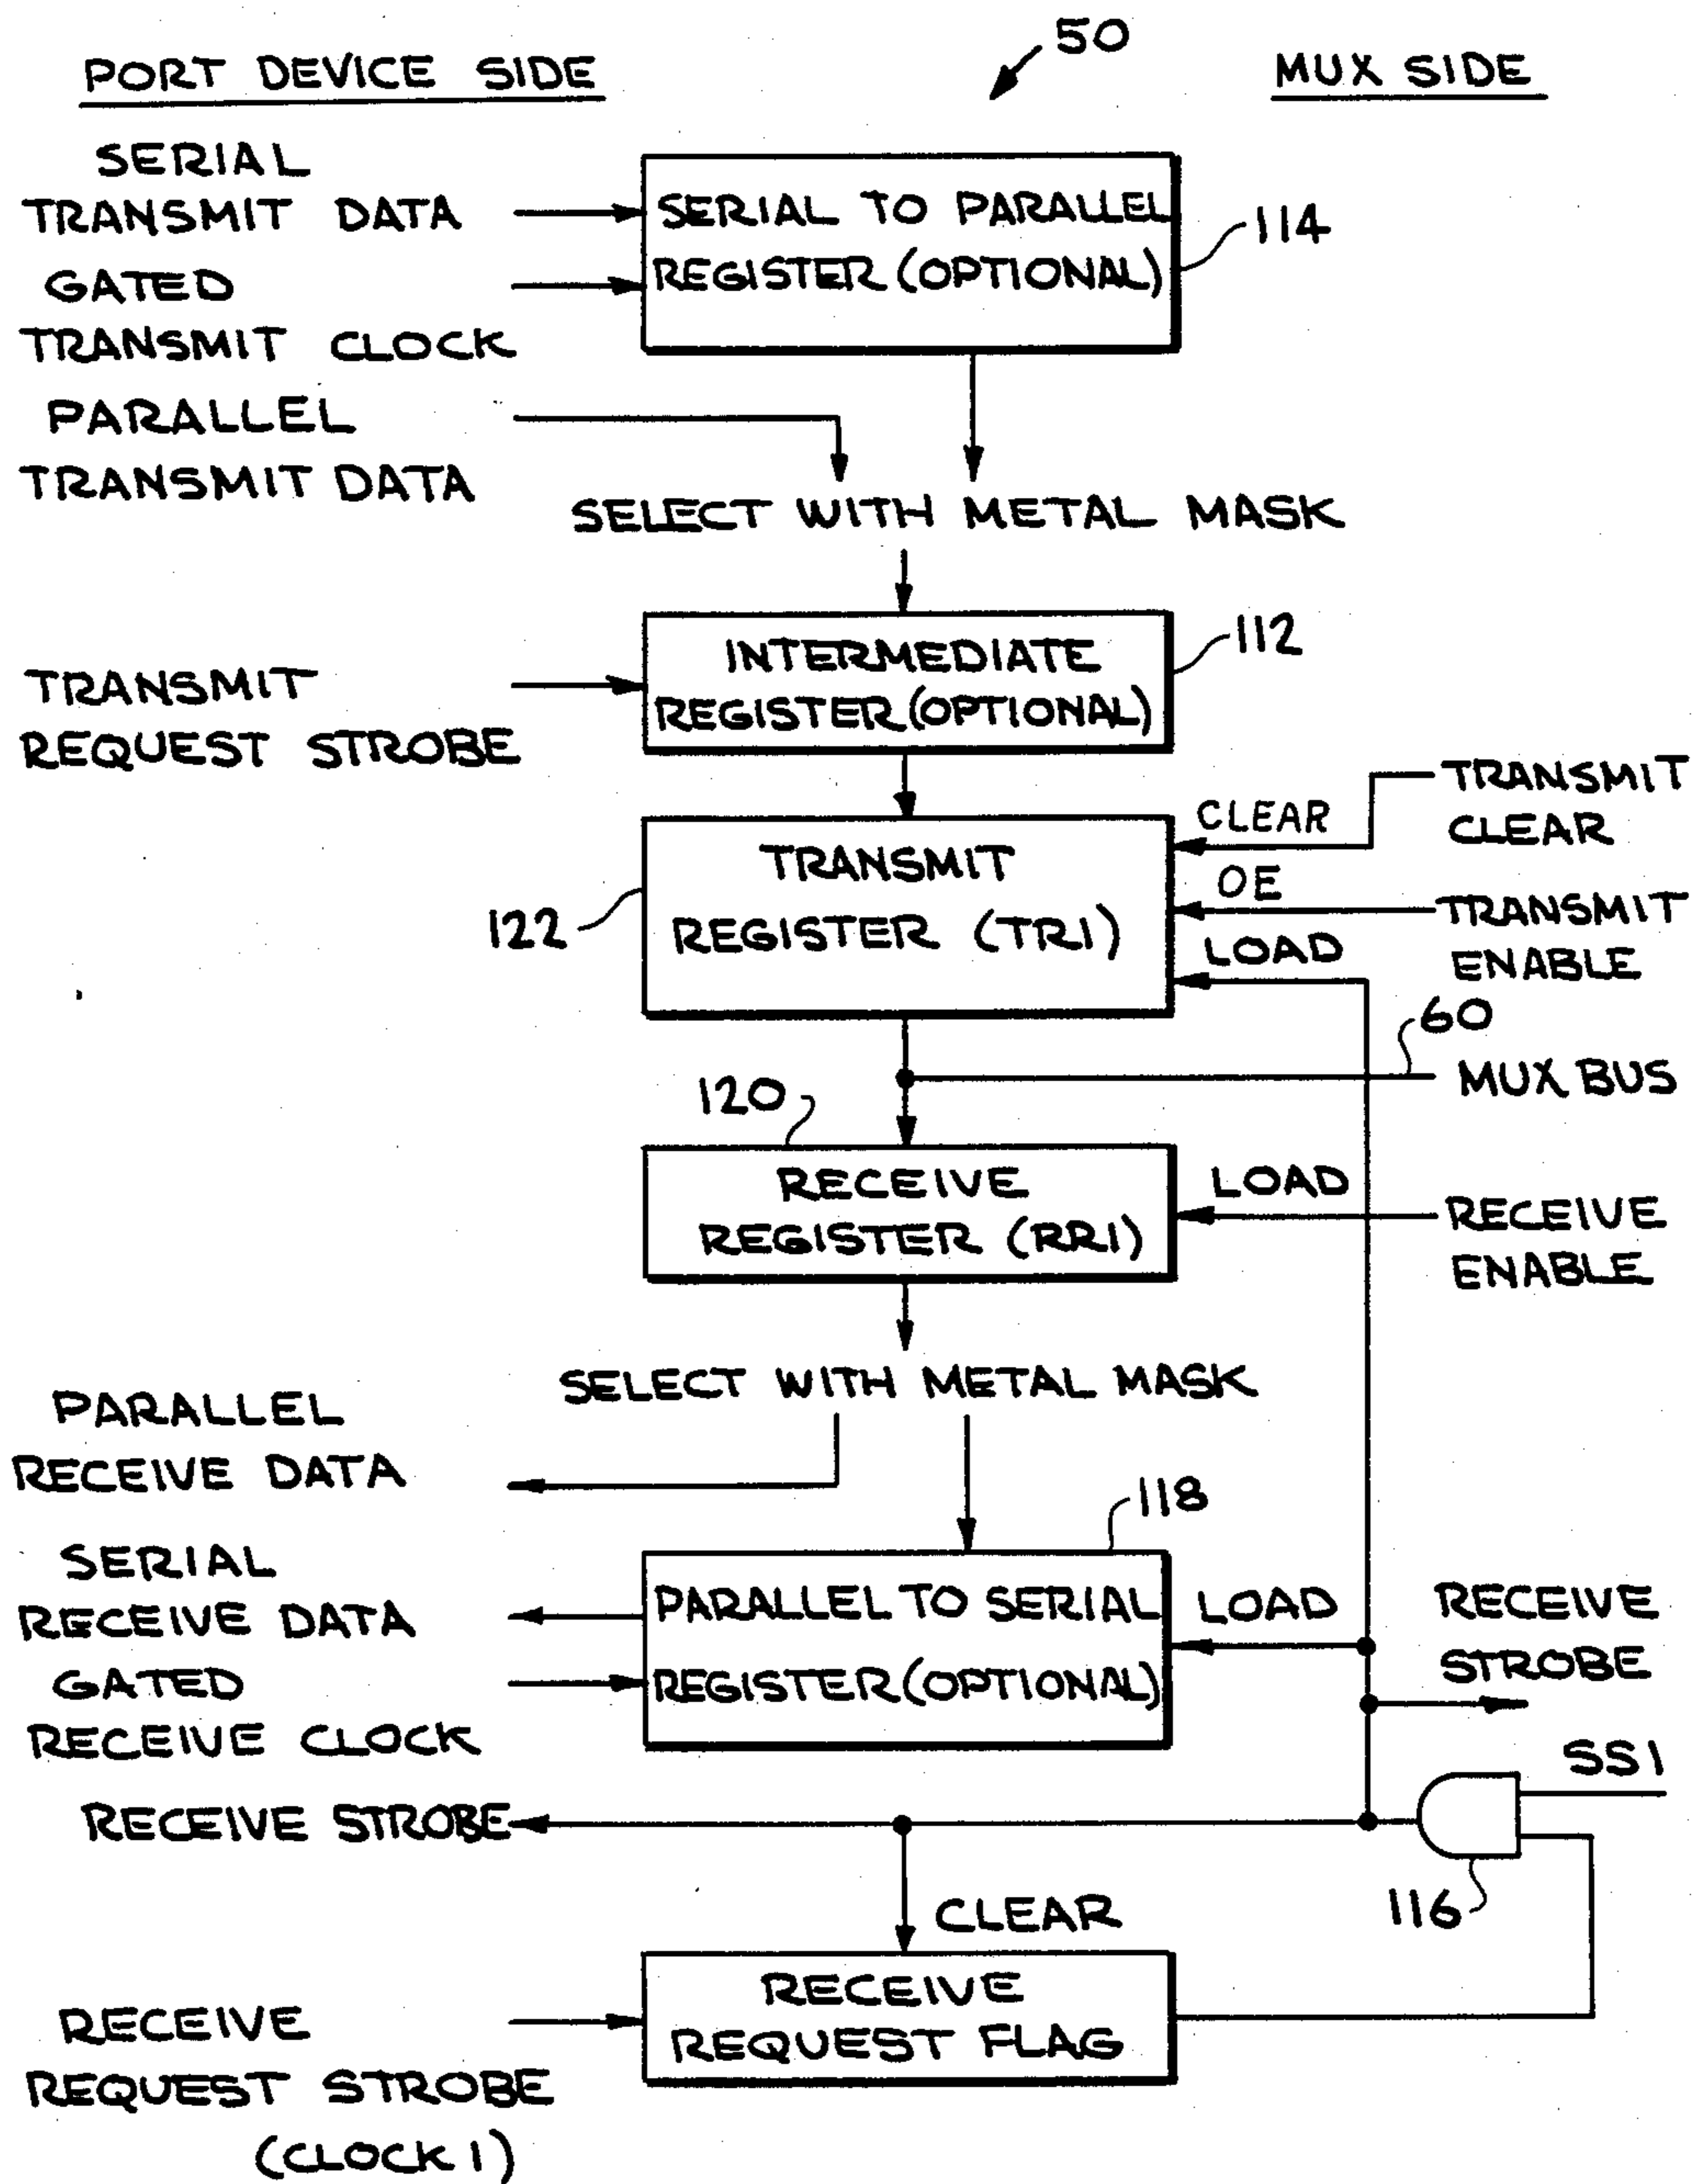 50
PORT DEVICE SIDE
MUX SIDE
SERIAL
TRANSMIT DATA
GATED
TRANSMIT CLOCK
SERIAL TO PARALLEL
REGISTER (OPTIONAL)
114
PARALLEL
TRANSMIT DATA
SELECT WITH METAL MASK
TRANSMIT
REQUEST STROBE
INTERMEDIATE
REGISTER (OPTIONAL)
112
TRANSMIT
REGISTER (TR1)
122
CLEAR
OE
LOAD
TRANSMIT
CLEAR
TRANSMIT
ENABLE
60
MUX BUS
120
RECEIVE
REGISTER (RR1)
LOAD
RECEIVE
ENABLE
SELECT WITH METAL MASK
PARALLEL
RECEIVE DATA
118
SERIAL
RECEIVE DATA
GATED
RECEIVE CLOCK
PARALLEL TO SERIAL
REGISTER (OPTIONAL)
LOAD
RECEIVE
STROBE
SS1
RECEIVE STROBE
116
CLEAR
RECEIVE
REQUEST FLAG
RECEIVE
REQUEST STROBE
(CLOCK 1)